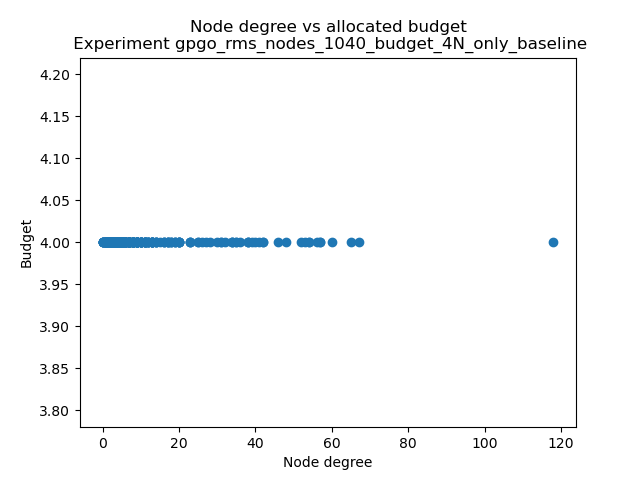 Node degree vs allocated budget
Experiment gpgo_rms_nodes_1040_budget_4N_only_baseline
4.20
4.15
4.10
4.05
4.00
3.95
3.90
3.85
3.80
Budget
0 20 40 60 80 100 120
Node degree